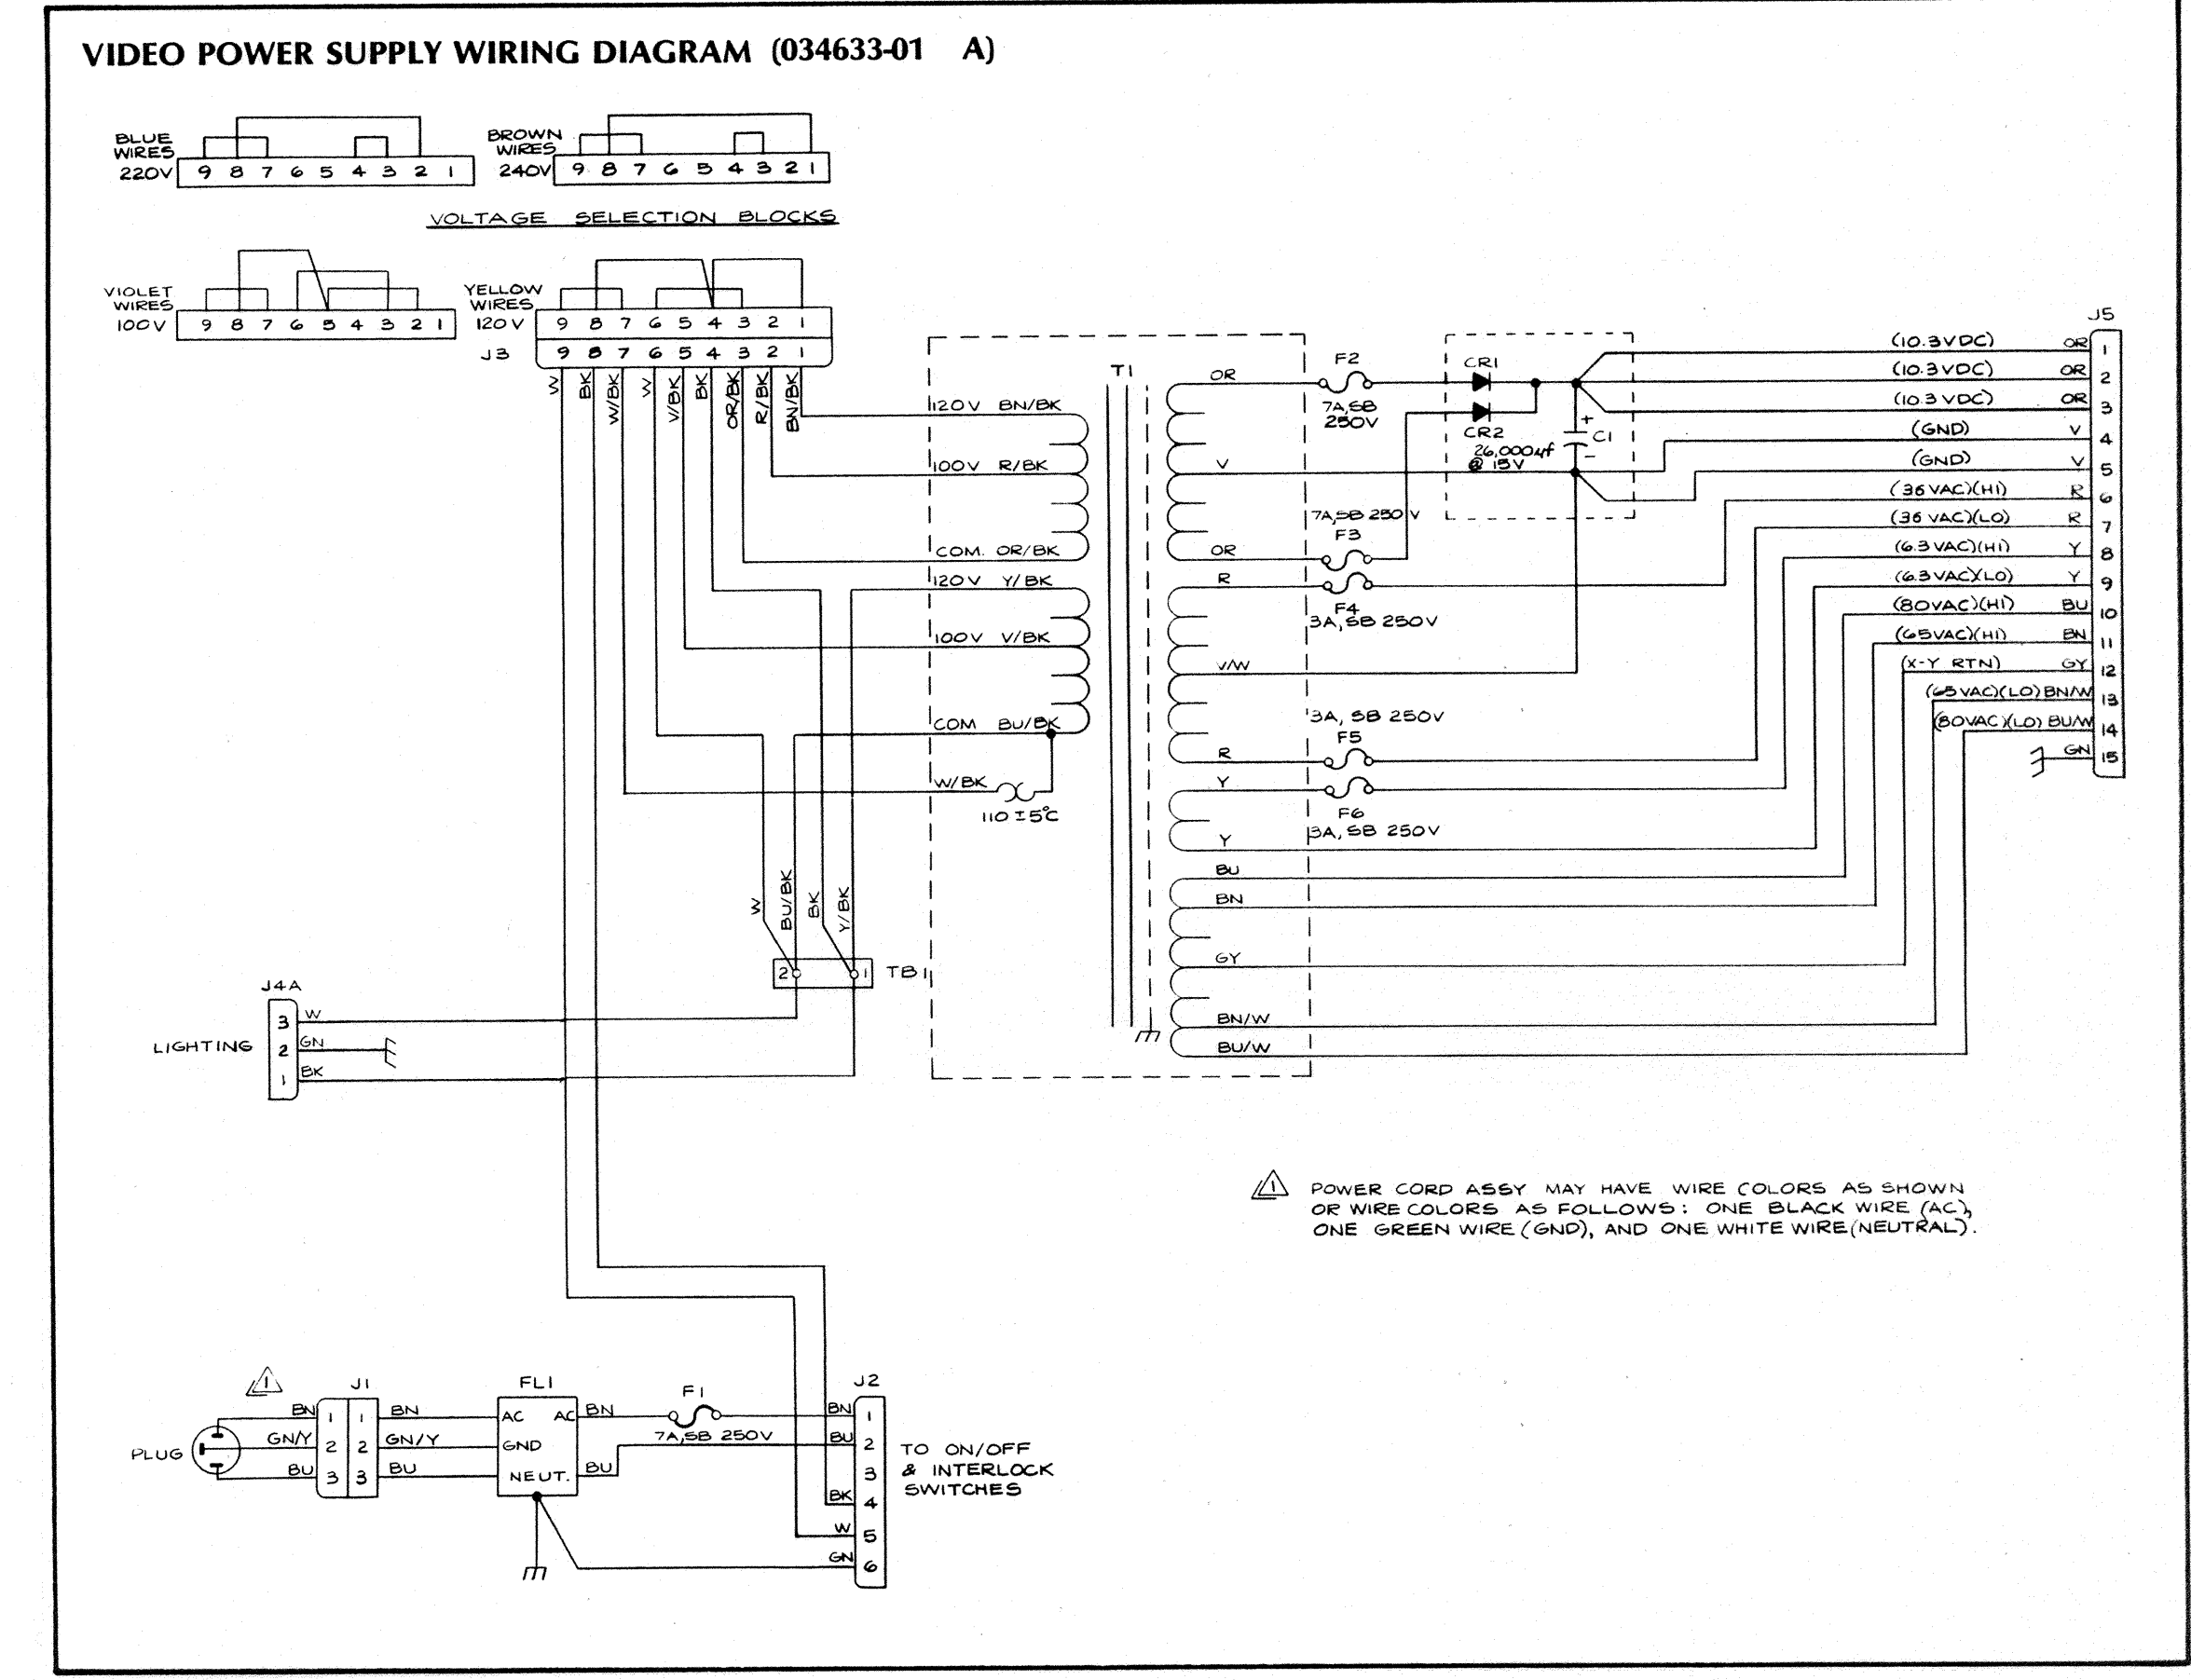 VIDEO POWER SUPPLY WIRING DIAGRAM (034633-01 A)
BLUE
WIRES
220V
9 8 7 6 5 4 3 2 1
BROWN
WIRES
240V
9 8 7 6 5 4 3 2 1
VOLTAGE SELECTION BLOCKS
VIOLET
WIRES
100V
9 8 7 6 5 4 3 2 1
YELLOW
WIRES
120V
9 8 7 6 5 4 3 2 1
J3
9 8 7 6 5 4 3 2 1
W
BK
W/BK
W
V/BK
BK
OR/BK
R/BK
BN/BK
120V BN/BK
100V R/BK
COM. OR/BK
120V Y/BK
100V V/BK
COM BU/BK
W/BK
110 ± 5°C
T1
OR
V
OR
R
V/W
R
Y
Y
BU
BN
GY
BN/W
BU/W
F2
7A,SB
250V
CR1
CR2
26,000uf
@ 15V
+
C1
-
7A,SB 250V
F3
F4
3A,SB 250V
3A, SB 250V
F5
F6
3A, SB 250V
J5
(10.3VDC) OR 1
(10.3VDC) OR 2
(10.3VDC) OR 3
(GND) V 4
(GND) V 5
(36VAC)(HI) R 6
(36 VAC)(LO) R 7
(6.3 VAC)(HI) Y 8
(6.3VAC)(LO) Y 9
(80VAC)(HI) BU 10
(65VAC)(HI) BN 11
(X-Y RTN) GY 12
(65VAC)(LO) BN/W 13
(80VAC)(LO) BU/W 14
GN 15
W
BU/BK
BK
Y/BK
2 1 TB1
J4A
LIGHTING
3 W
2 GN
1 BK
1 POWER CORD ASSY MAY HAVE WIRE COLORS AS SHOWN
OR WIRE COLORS AS FOLLOWS: ONE BLACK WIRE (AC),
ONE GREEN WIRE (GND), AND ONE WHITE WIRE (NEUTRAL).
1
PLUG
J1
BN 1 1 BN
GN/Y 2 2 GN/Y
BU 3 3 BU
FL1
AC AC BN
GND
NEUT. BU
F1
7A,SB 250V
J2
BN 1
BU 2
3
BK 4
W 5
GN 6
TO ON/OFF
& INTERLOCK
SWITCHES